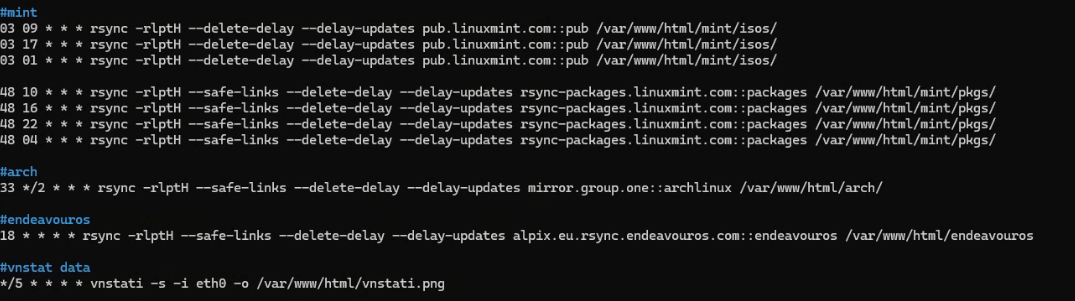 #mint
03 09 * * * rsync -rlptH --delete-delay --delay-updates pub.linuxmint.com::pub /var/www/html/mint/isos/
03 17 * * * rsync -rlptH --delete-delay --delay-updates pub.linuxmint.com::pub /var/www/html/mint/isos/
03 01 * * * rsync -rlptH --delete-delay --delay-updates pub.linuxmint.com::pub /var/www/html/mint/isos/
48 10 * * * rsync -rlptH --safe-links --delete-delay --delay-updates rsync-packages.linuxmint.com::packages /var/www/html/mint/pkgs/
48 16 * * * rsync -rlptH --safe-links --delete-delay --delay-updates rsync-packages.linuxmint.com::packages /var/www/html/mint/pkgs/
48 22 * * * rsync -rlptH --safe-links --delete-delay --delay-updates rsync-packages.linuxmint.com::packages /var/www/html/mint/pkgs/
48 04 * * * rsync -rlptH --safe-links --delete-delay --delay-updates rsync-packages.linuxmint.com::packages /var/www/html/mint/pkgs/
#arch
33 */2 * * * rsync -rlptH --safe-links --delete-delay --delay-updates mirror.group.one::archlinux /var/www/html/arch/
#endeavouros
18 * * * * rsync -rlptH --safe-links --delete-delay --delay-updates alpix.eu.rsync.endeavouros.com::endeavouros /var/www/html/endeavouros
#vnstat data
*/5 * * * * vnstati -s -i eth0 -o /var/www/html/vnstati.png